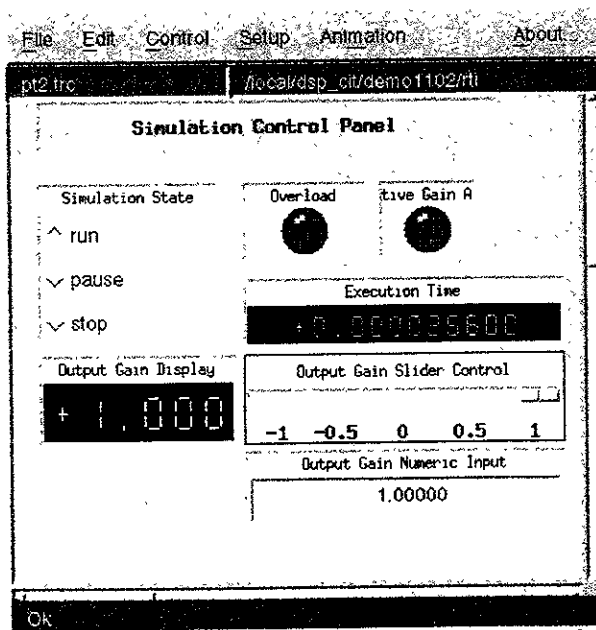 File Edit Control Setup Animation About
pt2.trc /local/dsp_cit/demo1102/rti
Simulation Control Panel
Simulation State
run
pause
stop
Overload
tive Gain A
Execution Time
+0.000035600
Output Gain Display
+1.000
Output Gain Slider Control
-1 -0.5 0 0.5 1
Output Gain Numeric Input
1.00000
Ok